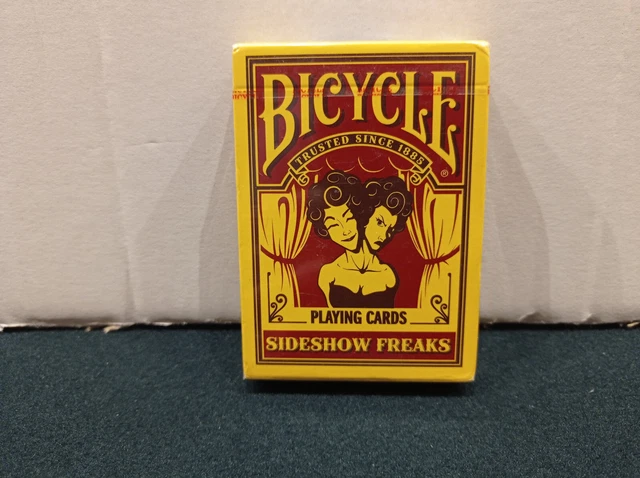 BICYCLE
TRUSTED SINCE 1885
®
PLAYING CARDS
SIDESHOW FREAKS